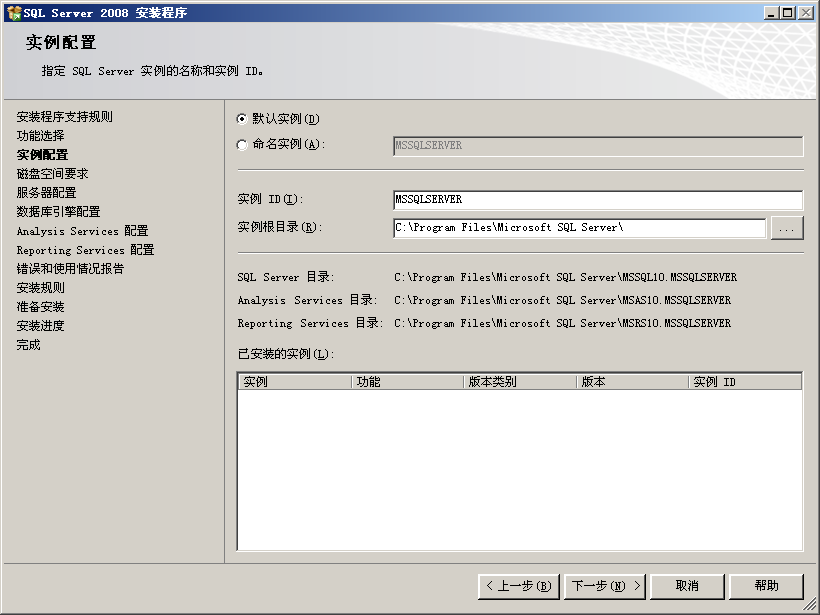 SQL Server 2008 安装程序
实例配置
指定 SQL Server 实例的名称和实例 ID。
安装程序支持规则
功能选择
实例配置
磁盘空间要求
服务器配置
数据库引擎配置
Analysis Services 配置
Reporting Services 配置
错误和使用情况报告
安装规则
准备安装
安装进度
完成
默认实例(D)
命名实例(A): MSSQLSERVER
实例 ID(I): MSSQLSERVER
实例根目录(R): C:\Program Files\Microsoft SQL Server\ ...
SQL Server 目录: C:\Program Files\Microsoft SQL Server\MSSQL10.MSSQLSERVER
Analysis Services 目录: C:\Program Files\Microsoft SQL Server\MSAS10.MSSQLSERVER
Reporting Services 目录: C:\Program Files\Microsoft SQL Server\MSRS10.MSSQLSERVER
已安装的实例(L):
实例 功能 版本类别 版本 实例 ID
< 上一步(B) 下一步(N) > 取消 帮助